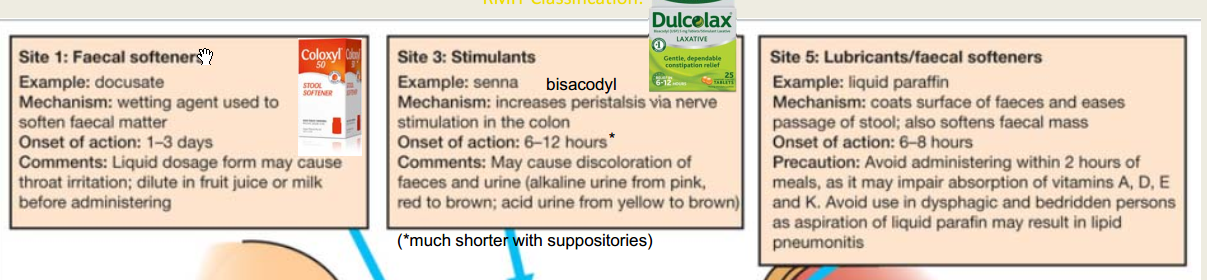 RMIT Classification:
Site 1: Faecal softeners
Example: docusate
Mechanism: wetting agent used to
soften faecal matter
Onset of action: 1–3 days
Comments: Liquid dosage form may cause
throat irritation; dilute in fruit juice or milk
before administering
Coloxyl
50
STOOL
SOFTENER
Site 3: Stimulants
Example: senna bisacodyl
Mechanism: increases peristalsis via nerve
stimulation in the colon
Onset of action: 6–12 hours*
Comments: May cause discoloration of
faeces and urine (alkaline urine from pink,
red to brown; acid urine from yellow to brown)
(*much shorter with suppositories)
Dulcolax
LAXATIVE
#1
Gentle, dependable
constipation relief
6-12 HOURS
25
TABLETS
Site 5: Lubricants/faecal softeners
Example: liquid paraffin
Mechanism: coats surface of faeces and eases
passage of stool; also softens faecal mass
Onset of action: 6–8 hours
Precaution: Avoid administering within 2 hours of
meals, as it may impair absorption of vitamins A, D, E
and K. Avoid use in dysphagic and bedridden persons
as aspiration of liquid parafin may result in lipid
pneumonitis